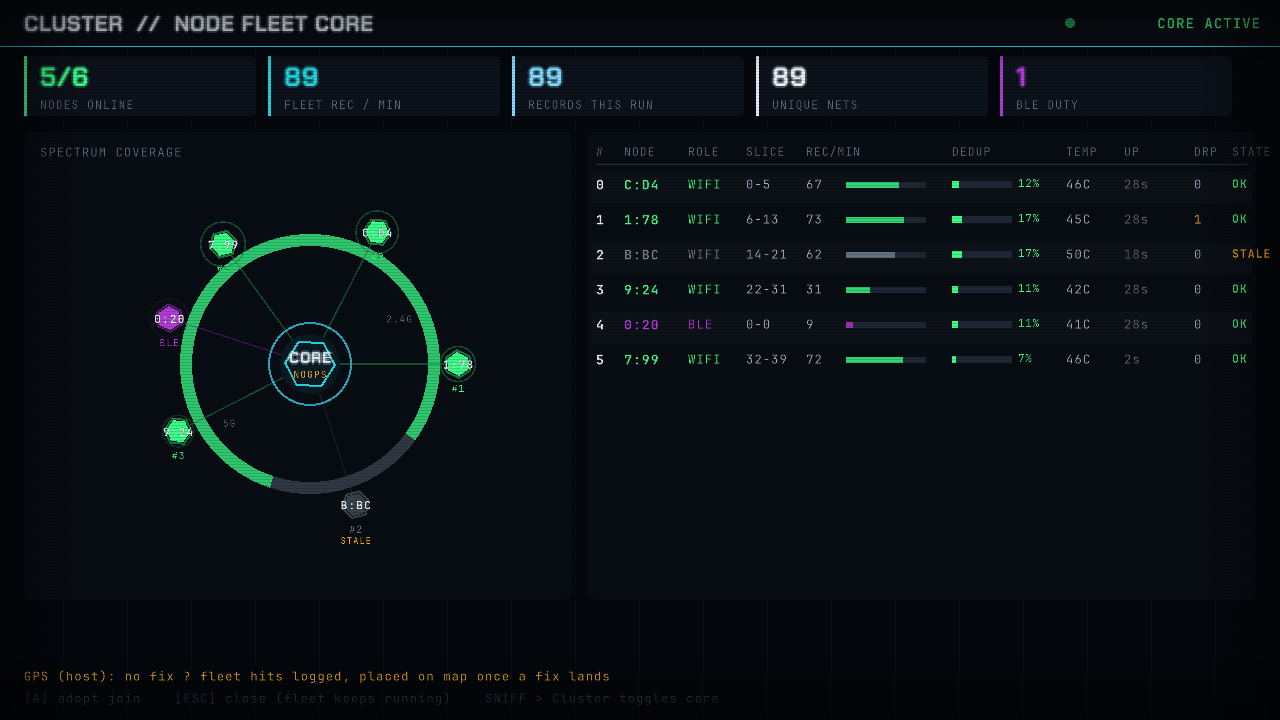 CLUSTER // NODE FLEET CORE
CORE ACTIVE
5/6
NODES ONLINE
89
FLEET REC / MIN
89
RECORDS THIS RUN
89
UNIQUE NETS
1
BLE DUTY
SPECTRUM COVERAGE
7:99
C:D4
2.4G
0:20
BLE
CORE
NOGPS
1:78
#1
5G
9:24
#3
B:BC
#2
STALE
# NODE ROLE SLICE REC/MIN DEDUP TEMP UP DRP STATE
0 C:D4 WIFI 0-5 67 12% 46C 28s 0 OK
1 1:78 WIFI 6-13 73 17% 45C 28s 1 OK
2 B:BC WIFI 14-21 62 17% 50C 18s 0 STALE
3 9:24 WIFI 22-31 31 11% 42C 28s 0 OK
4 0:20 BLE 0-0 9 11% 41C 28s 0 OK
5 7:99 WIFI 32-39 72 7% 46C 2s 0 OK
GPS (host): no fix ? fleet hits logged, placed on map once a fix lands
[A] adopt join [ESC] close (fleet keeps running) SNIFF > Cluster toggles core